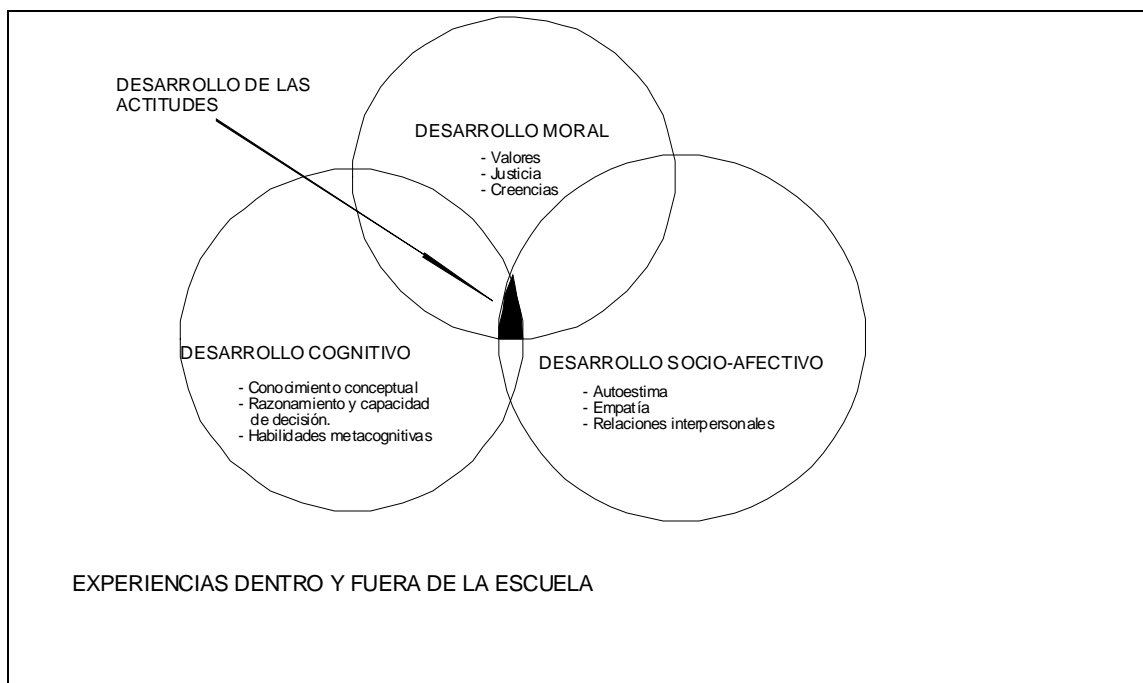 DESARROLLO DE LAS
ACTITUDES
DESARROLLO MORAL
- Valores
- Justicia
- Creencias
DESARROLLO COGNITIVO
- Conocimiento conceptual
- Razonamiento y capacidad
de decisión.
- Habilidades metacognitivas
DESARROLLO SOCIO-AFECTIVO
- Autoestima
- Empatía
- Relaciones interpersonales
EXPERIENCIAS DENTRO Y FUERA DE LA ESCUELA